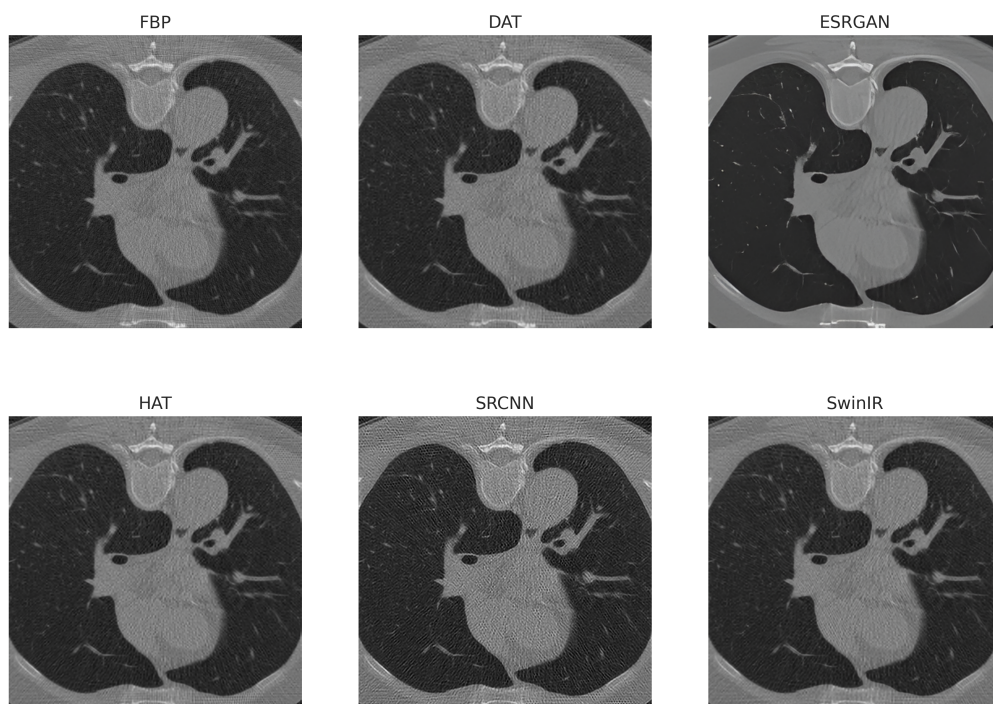 FBP
DAT
ESRGAN
HAT
SRCNN
SwinIR